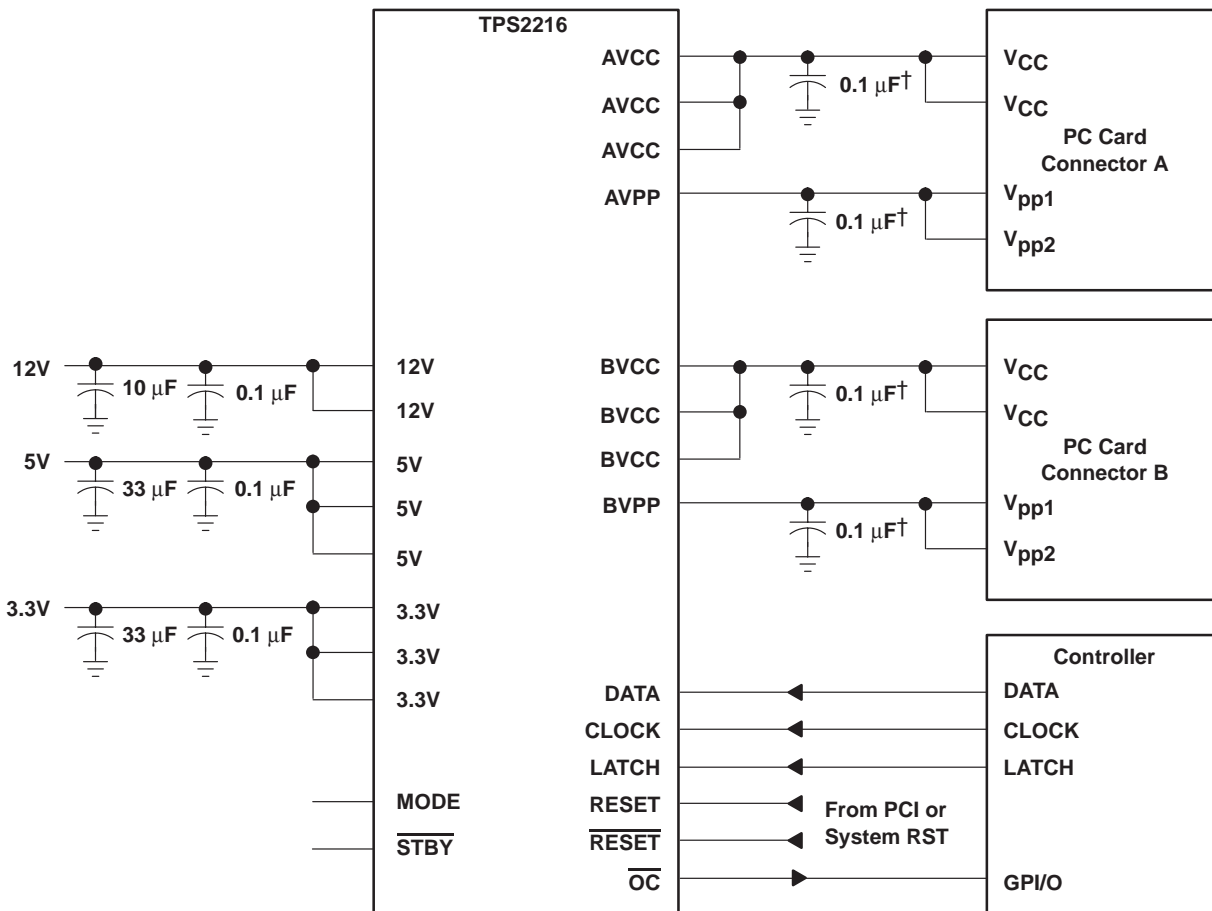 TPS2216
AVCC
AVCC
AVCC
AVPP
0.1 μF†
0.1 μF†
VCC
VCC
PC Card
Connector A
Vpp1
Vpp2
12V
10 μF
0.1 μF
12V
12V
5V
33 μF
0.1 μF
5V
5V
5V
3.3V
33 μF
0.1 μF
3.3V
3.3V
3.3V
MODE
STBY
BVCC
BVCC
BVCC
BVPP
0.1 μF†
0.1 μF†
VCC
VCC
PC Card
Connector B
Vpp1
Vpp2
DATA
CLOCK
LATCH
RESET
RESET
OC
From PCI or
System RST
Controller
DATA
CLOCK
LATCH
GPI/O